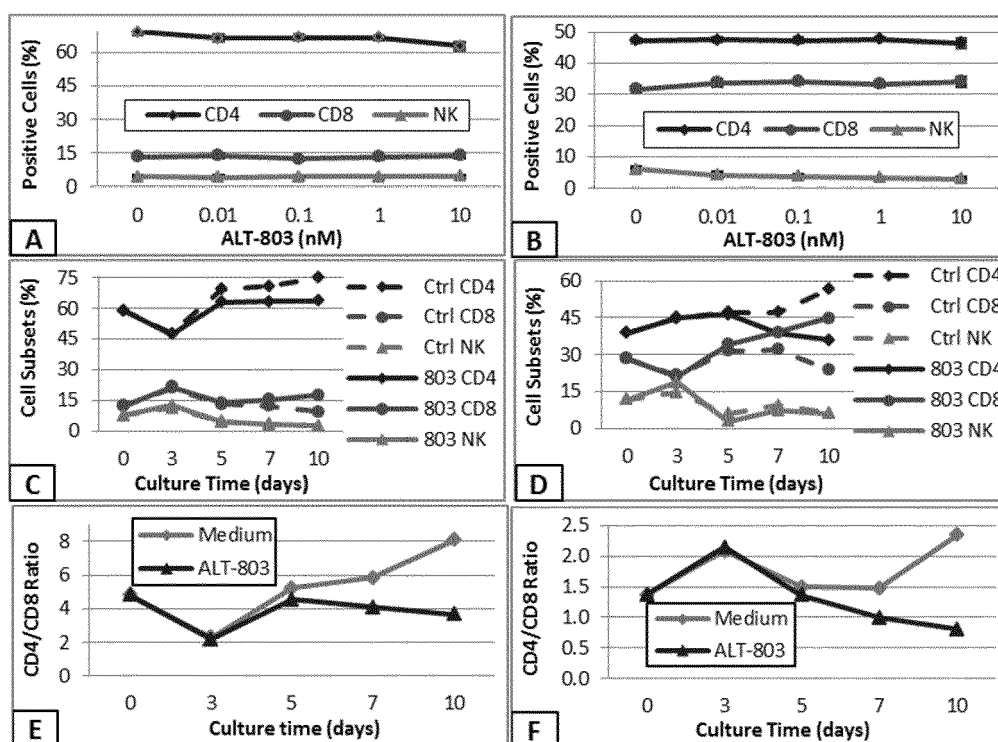 Positive Cells (%)
60
45
30
15
0
CD4 CD8 NK
0 0.01 0.1 1 10
ALT-803 (nM)
A
Positive Cells (%)
50
40
30
20
10
0
CD4 CD8 NK
0 0.01 0.1 1 10
ALT-803 (nM)
B
Cell Subsets (%)
75
60
45
30
15
0
0 3 5 7 10
Culture Time (days)
Ctrl CD4
Ctrl CD8
Ctrl NK
803 CD4
803 CD8
803 NK
C
Cell Subsets (%)
60
45
30
15
0
0 3 5 7 10
Culture Time (days)
Ctrl CD4
Ctrl CD8
Ctrl NK
803 CD4
803 CD8
803 NK
D
CD4/CD8 Ratio
8
6
4
2
0
Medium
ALT-803
0 3 5 7 10
Culture time (days)
E
CD4/CD8 Ratio
2.5
2.0
1.5
1.0
0.5
0.0
Medium
ALT-803
0 3 5 7 10
Culture Time (days)
F